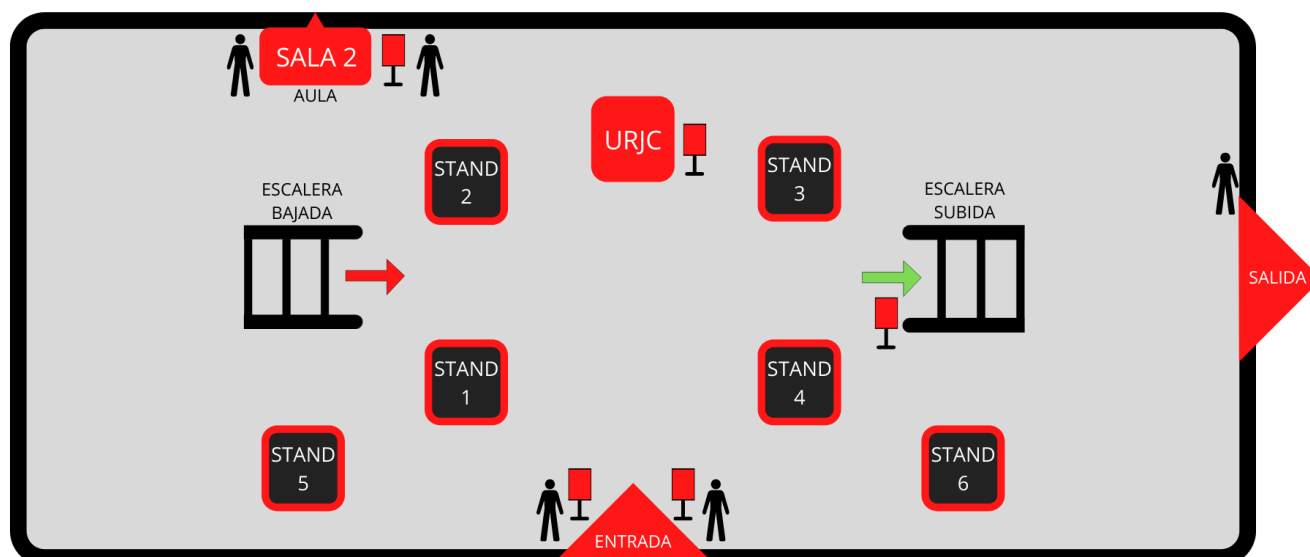 SALA 2
AULA
URJC
STAND
2
STAND
3
ESCALERA
BAJADA
ESCALERA
SUBIDA
SALIDA
STAND
1
STAND
4
STAND
5
STAND
6
ENTRADA